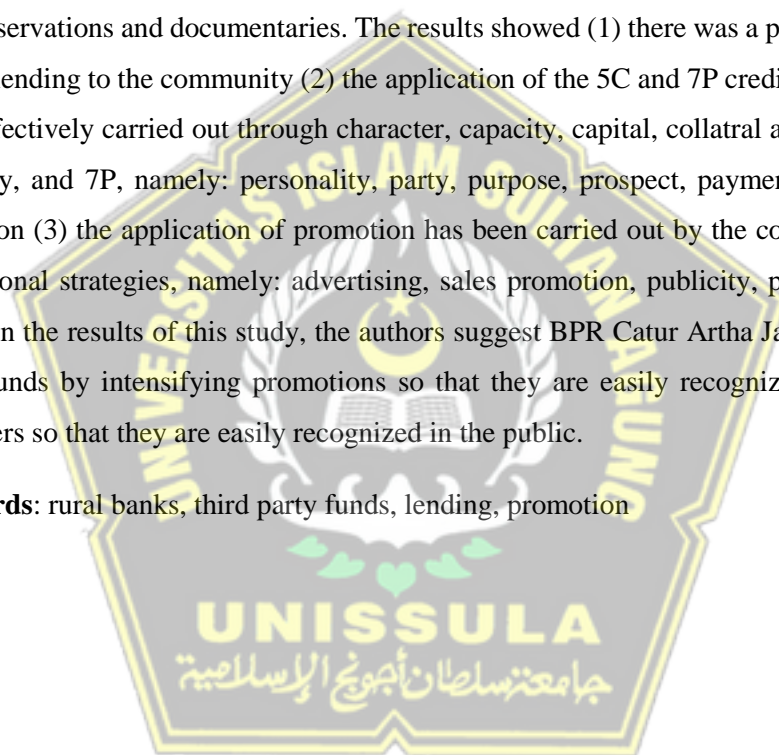 servations and documentaries. The results showed (1) there was a p
ending to the community (2) the application of the 5C and 7P credi
fectively carried out through character, capacity, capital, collatral a
y, and 7P, namely: personality, party, purpose, prospect, paymen
on (3) the application of promotion has been carried out by the co
onal strategies, namely: advertising, sales promotion, publicity, p
n the results of this study, the authors suggest BPR Catur Artha Ja
unds by intensifying promotions so that they are easily recogniz
ers so that they are easily recognized in the public.
rds: rural banks, third party funds, lending, promotion
UNIVERSITAS ISLAM SULTAN AGUNG
UNISSULA
جامعة سلطان أجونج الإسلامية